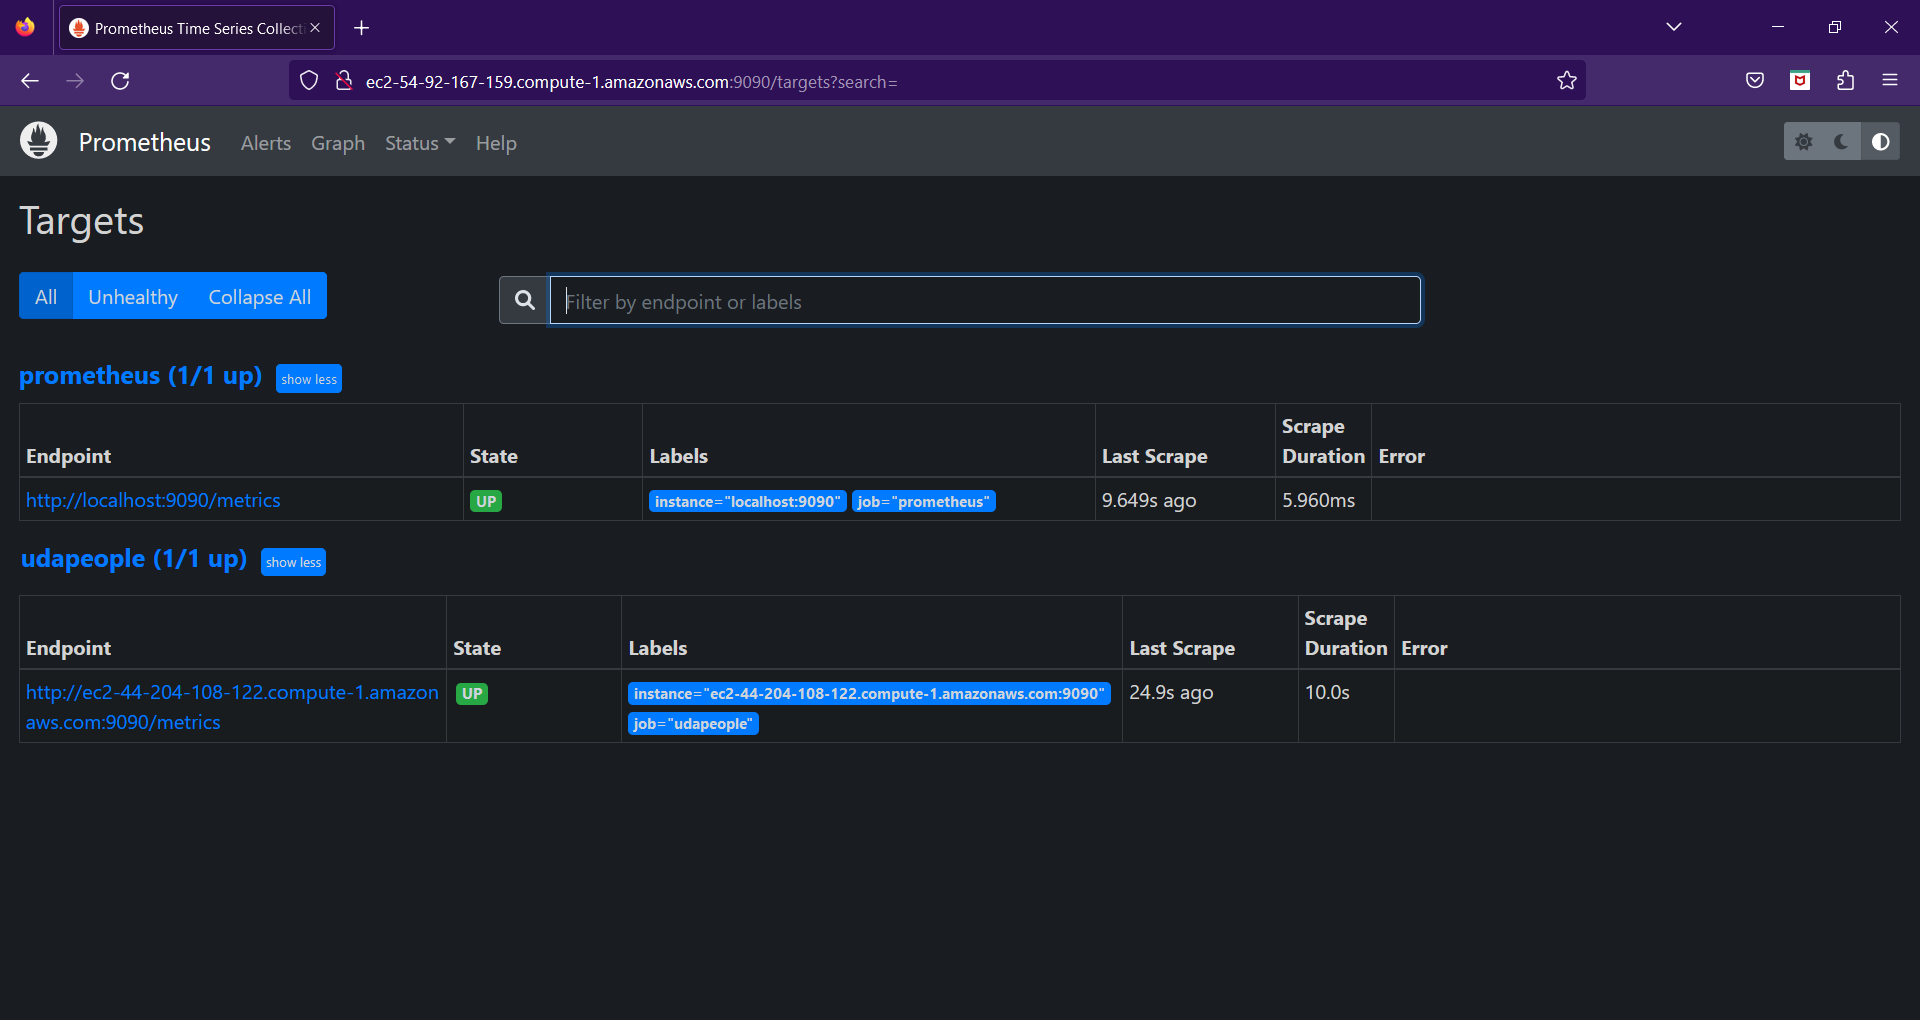 Prometheus Time Series Collecti
ec2-54-92-167-159.compute-1.amazonaws.com:9090/targets?search=
Prometheus Alerts Graph Status Help
Targets
All Unhealthy Collapse All
Filter by endpoint or labels
prometheus (1/1 up) show less
Endpoint State Labels Last Scrape Scrape Duration Error
http://localhost:9090/metrics UP instance="localhost:9090" job="prometheus" 9.649s ago 5.960ms
udapeople (1/1 up) show less
Endpoint State Labels Last Scrape Scrape Duration Error
http://ec2-44-204-108-122.compute-1.amazon UP instance="ec2-44-204-108-122.compute-1.amazonaws.com:9090" 24.9s ago 10.0s
aws.com:9090/metrics job="udapeople"